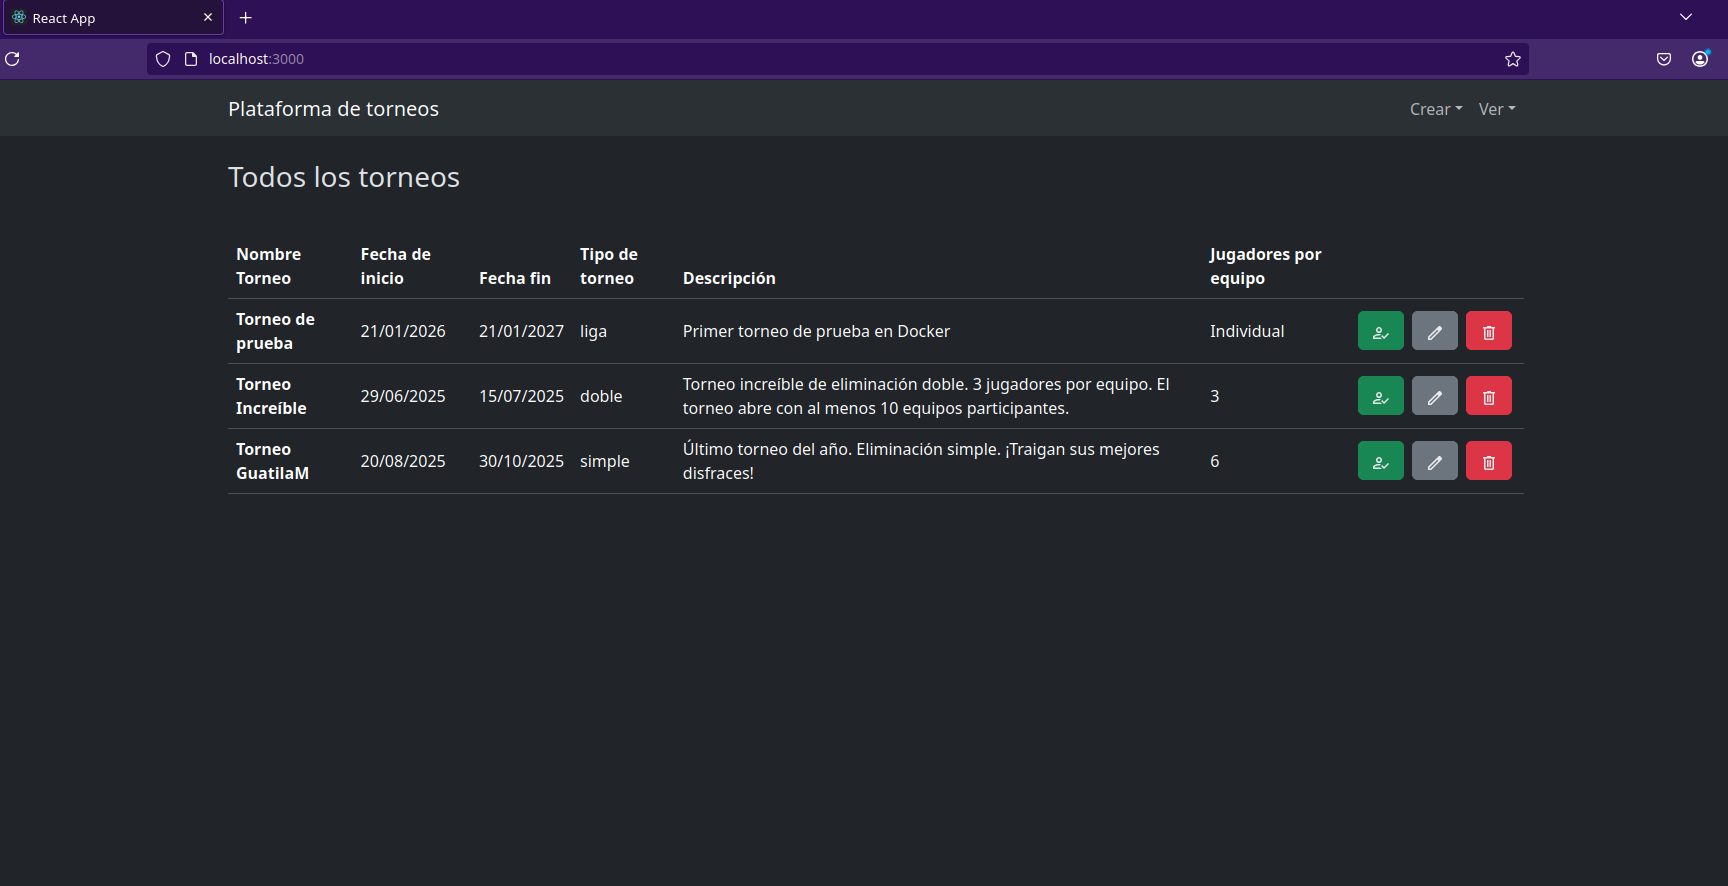 React App
localhost:3000
Plataforma de torneos
Crear
Ver
Todos los torneos
Nombre Torneo
Fecha de inicio
Fecha fin
Tipo de torneo
Descripción
Jugadores por equipo
Torneo de prueba
21/01/2026
21/01/2027
liga
Primer torneo de prueba en Docker
Individual
Torneo Increíble
29/06/2025
15/07/2025
doble
Torneo increíble de eliminación doble. 3 jugadores por equipo. El
torneo abre con al menos 10 equipos participantes.
3
Torneo GuatilaM
20/08/2025
30/10/2025
simple
Último torneo del año. Eliminación simple. ¡Traigan sus mejores
disfraces!
6